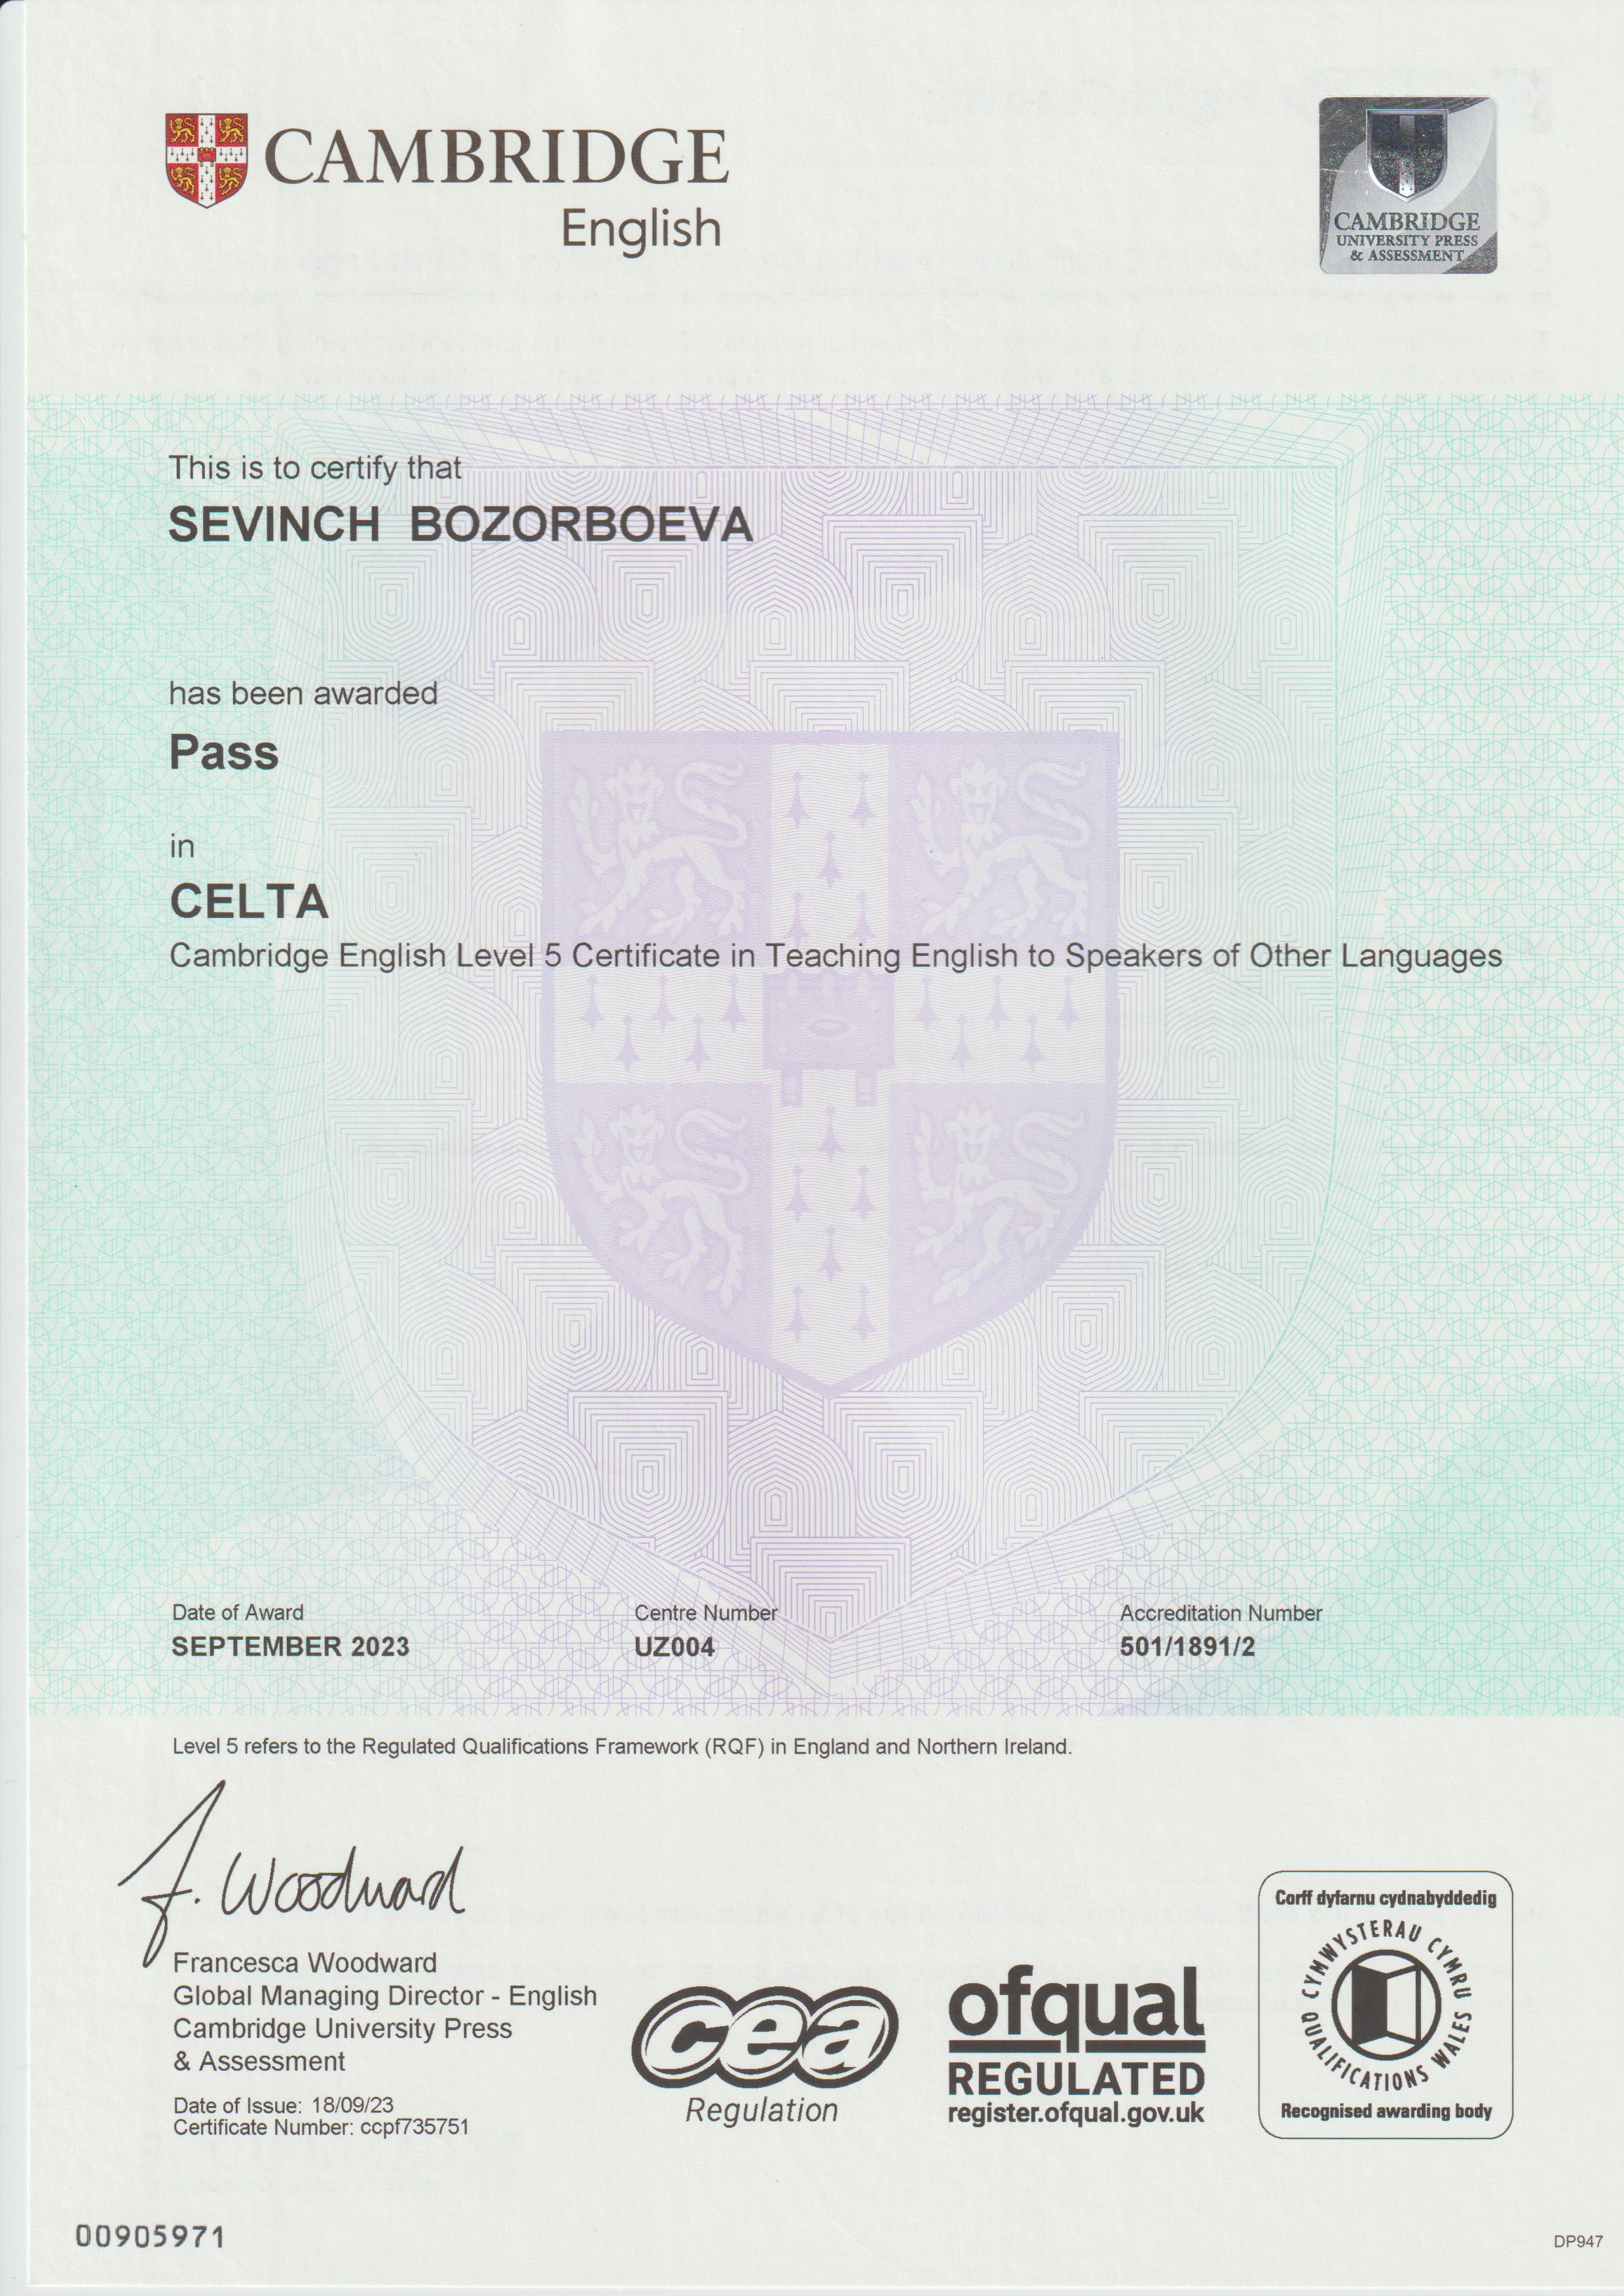 CAMBRIDGE
English
CAMBRIDGE
UNIVERSITY PRESS
& ASSESSMENT
This is to certify that
SEVINCH BOZORBOEVA
has been awarded
Pass
in
CELTA
Cambridge English Level 5 Certificate in Teaching English to Speakers of Other Languages
Date of Award
SEPTEMBER 2023
Centre Number
UZ004
Accreditation Number
501/1891/2
Level 5 refers to the Regulated Qualifications Framework (RQF) in England and Northern Ireland.
F. Woodward
Francesca Woodward
Global Managing Director - English
Cambridge University Press
& Assessment
Date of Issue: 18/09/23
Certificate Number: ccpf735751
cea
Regulation
ofqual
REGULATED
register.ofqual.gov.uk
Corff dyfarnu cydnabyddedig
CYMWYSTERAU CYMRU
QUALIFICATIONS WALES
Recognised awarding body
00905971
DP947